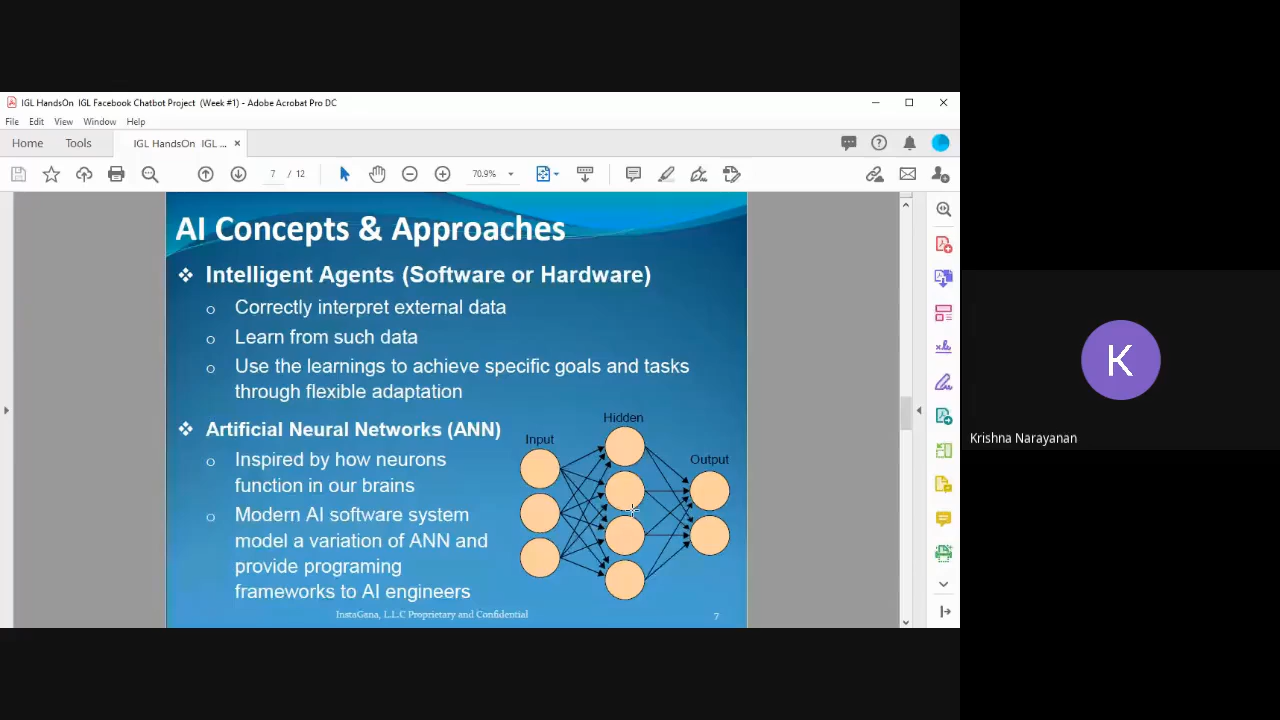 IGL HandsOn IGL Facebook Chatbot Project (Week #1) - Adobe Acrobat Pro DC
File Edit View Window Help
Home Tools IGL HandsOn IGL ... ×
7 / 12 70.9%
AI Concepts & Approaches
❖ Intelligent Agents (Software or Hardware)
o Correctly interpret external data
o Learn from such data
o Use the learnings to achieve specific goals and tasks
through flexible adaptation
❖ Artificial Neural Networks (ANN)
o Inspired by how neurons
function in our brains
o Modern AI software system
model a variation of ANN and
provide programing
frameworks to AI engineers
Hidden
Input
Output
InstaGana, L.L.C Proprietary and Confidential 7
K
Krishna Narayanan